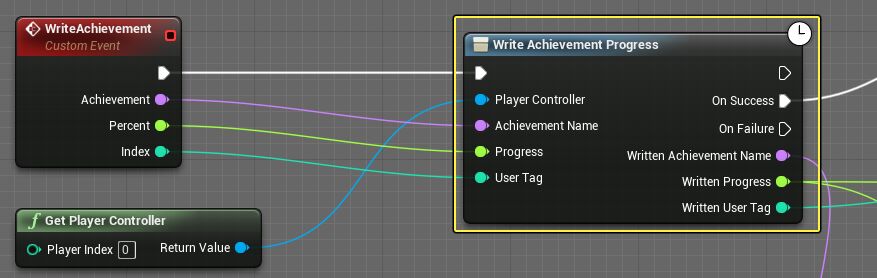 WriteAchievement
Custom Event
Achievement
Percent
Index
Get Player Controller
Player Index 0
Return Value
Write Achievement Progress
Player Controller
On Success
Achievement Name
On Failure
Progress
Written Achievement Name
User Tag
Written Progress
Written User Tag